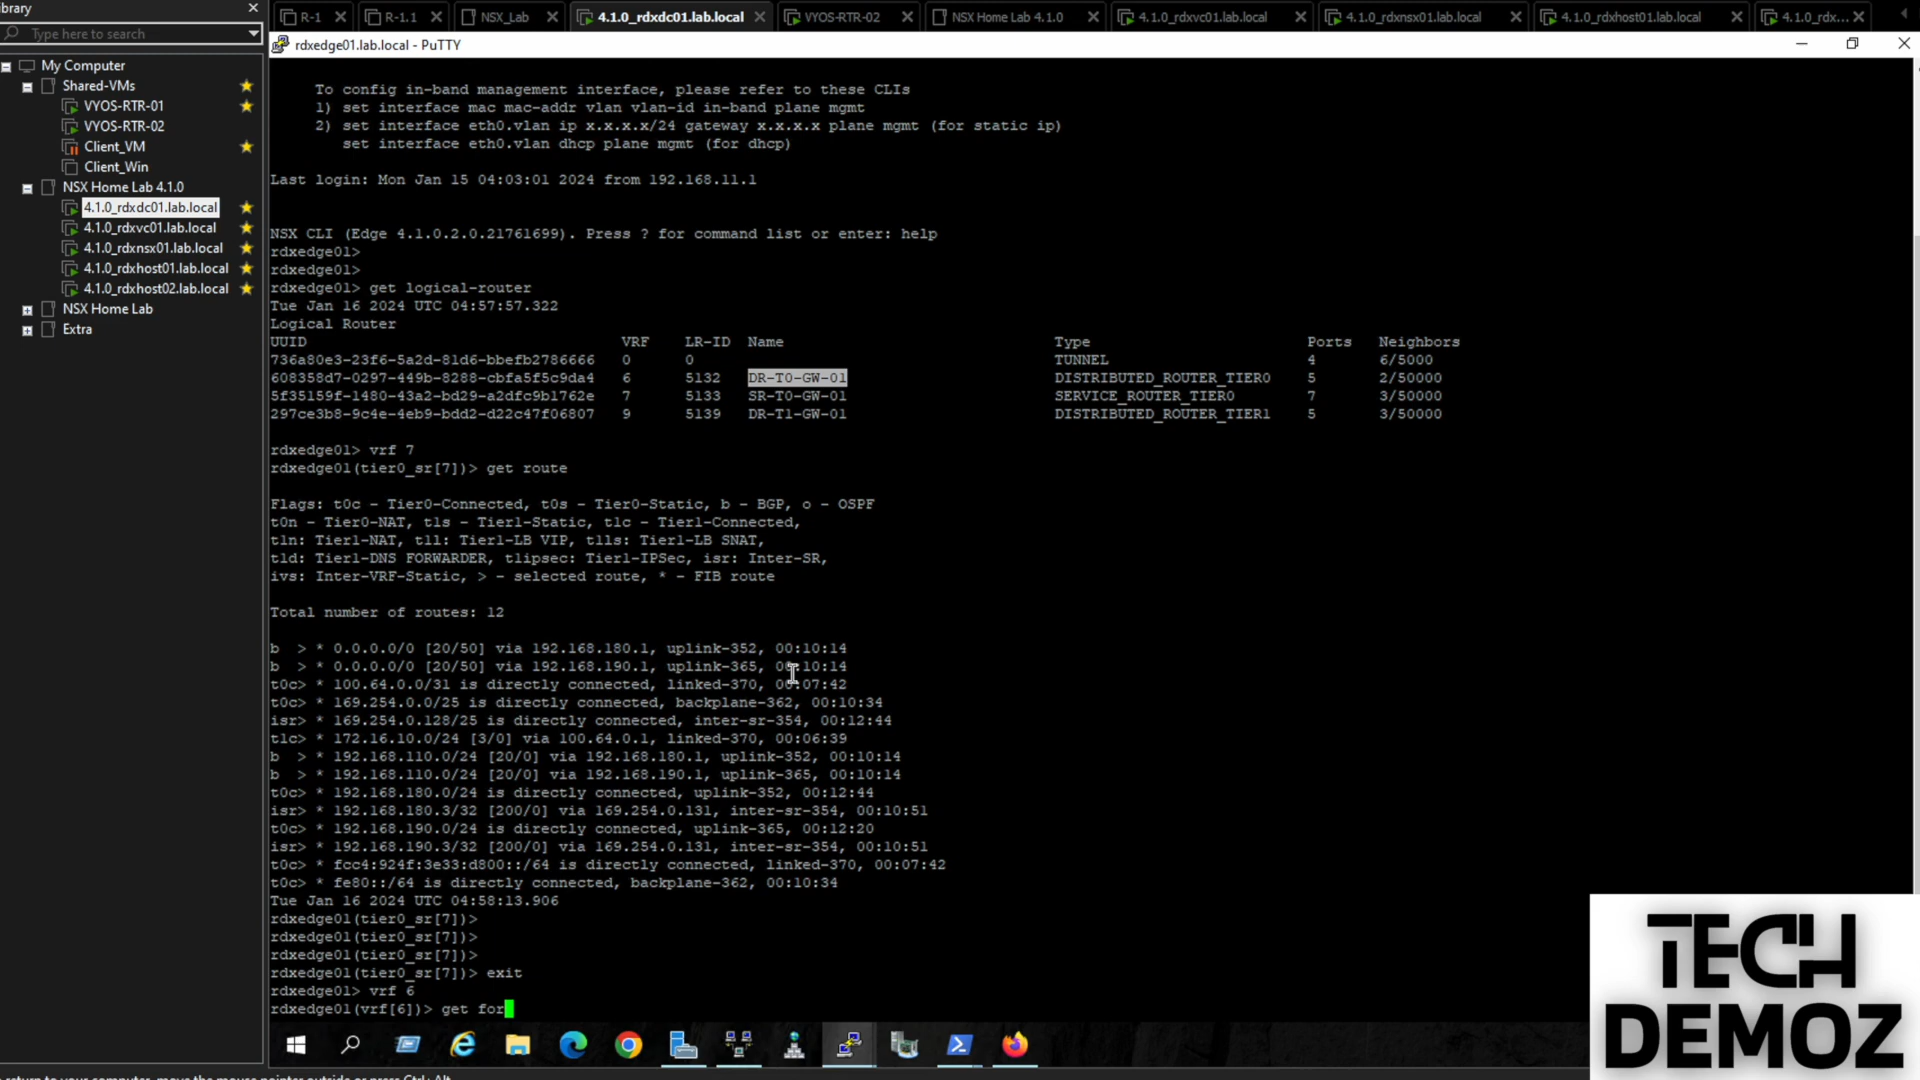 ibrary
Type here to search
My Computer
Shared-VMs
VYOS-RTR-01
VYOS-RTR-02
Client_VM
Client_Win
NSX Home Lab 4.1.0
4.1.0_rdxdc01.lab.local
4.1.0_rdxvc01.lab.local
4.1.0_rdxnsx01.lab.local
4.1.0_rdxhost01.lab.local
4.1.0_rdxhost02.lab.local
NSX Home Lab
Extra
R-1
R-1.1
NSX_Lab
4.1.0_rdxdc01.lab.local
VYOS-RTR-02
NSX Home Lab 4.1.0
4.1.0_rdxvc01.lab.local
4.1.0_rdxnsx01.lab.local
4.1.0_rdxhost01.lab.local
4.1.0_rdx...
rdxedge01.lab.local - PuTTY
To config in-band management interface, please refer to these CLIs
1) set interface mac mac-addr vlan vlan-id in-band plane mgmt
2) set interface eth0.vlan ip x.x.x.x/24 gateway x.x.x.x plane mgmt (for static ip)
set interface eth0.vlan dhcp plane mgmt (for dhcp)
Last login: Mon Jan 15 04:03:01 2024 from 192.168.11.1
NSX CLI (Edge 4.1.0.2.0.21761699). Press ? for command list or enter: help
rdxedge01>
rdxedge01>
rdxedge01> get logical-router
Tue Jan 16 2024 UTC 04:57:57.322
Logical Router
UUID VRF LR-ID Name Type Ports Neighbors
736a80e3-23f6-5a2d-81d6-bbefb2786666 0 0 TUNNEL 4 6/5000
608358d7-0297-449b-8288-cbfa5f5c9da4 6 5132 DR-T0-GW-01 DISTRIBUTED_ROUTER_TIER0 5 2/50000
5f35159f-1480-43a2-bd29-a2dfc9b1762e 7 5133 SR-T0-GW-01 SERVICE_ROUTER_TIER0 7 3/50000
297ce3b8-9c4e-4eb9-bdd2-d22c47f06807 9 5139 DR-T1-GW-01 DISTRIBUTED_ROUTER_TIER1 5 3/50000
rdxedge01> vrf 7
rdxedge01(tier0_sr[7])> get route
Flags: t0c - Tier0-Connected, t0s - Tier0-Static, b - BGP, o - OSPF
t0n - Tier0-NAT, t1s - Tier1-Static, t1c - Tier1-Connected,
t1n: Tier1-NAT, t1l: Tier1-LB VIP, t1ls: Tier1-LB SNAT,
t1d: Tier1-DNS FORWARDER, t1ipsec: Tier1-IPSec, isr: Inter-SR,
ivs: Inter-VRF-Static, > - selected route, * - FIB route
Total number of routes: 12
b > * 0.0.0.0/0 [20/50] via 192.168.180.1, uplink-352, 00:10:14
b > * 0.0.0.0/0 [20/50] via 192.168.190.1, uplink-365, 00:10:14
t0c> * 100.64.0.0/31 is directly connected, linked-370, 00:07:42
t0c> * 169.254.0.0/25 is directly connected, backplane-362, 00:10:34
isr> * 169.254.0.128/25 is directly connected, inter-sr-354, 00:12:44
t1c> * 172.16.10.0/24 [3/0] via 100.64.0.1, linked-370, 00:06:39
b > * 192.168.110.0/24 [20/0] via 192.168.180.1, uplink-352, 00:10:14
b > * 192.168.110.0/24 [20/0] via 192.168.190.1, uplink-365, 00:10:14
t0c> * 192.168.180.0/24 is directly connected, uplink-352, 00:12:44
isr> * 192.168.180.3/32 [200/0] via 169.254.0.131, inter-sr-354, 00:10:51
t0c> * 192.168.190.0/24 is directly connected, uplink-365, 00:12:20
isr> * 192.168.190.3/32 [200/0] via 169.254.0.131, inter-sr-354, 00:10:51
t0c> * fcc4:924f:3e33:d800::/64 is directly connected, linked-370, 00:07:42
t0c> * fe80::/64 is directly connected, backplane-362, 00:10:34
Tue Jan 16 2024 UTC 04:58:13.906
rdxedge01(tier0_sr[7])>
rdxedge01(tier0_sr[7])>
rdxedge01(tier0_sr[7])>
rdxedge01(tier0_sr[7])> exit
rdxedge01> vrf 6
rdxedge01(vrf[6])> get for
TECH
DEMOZ